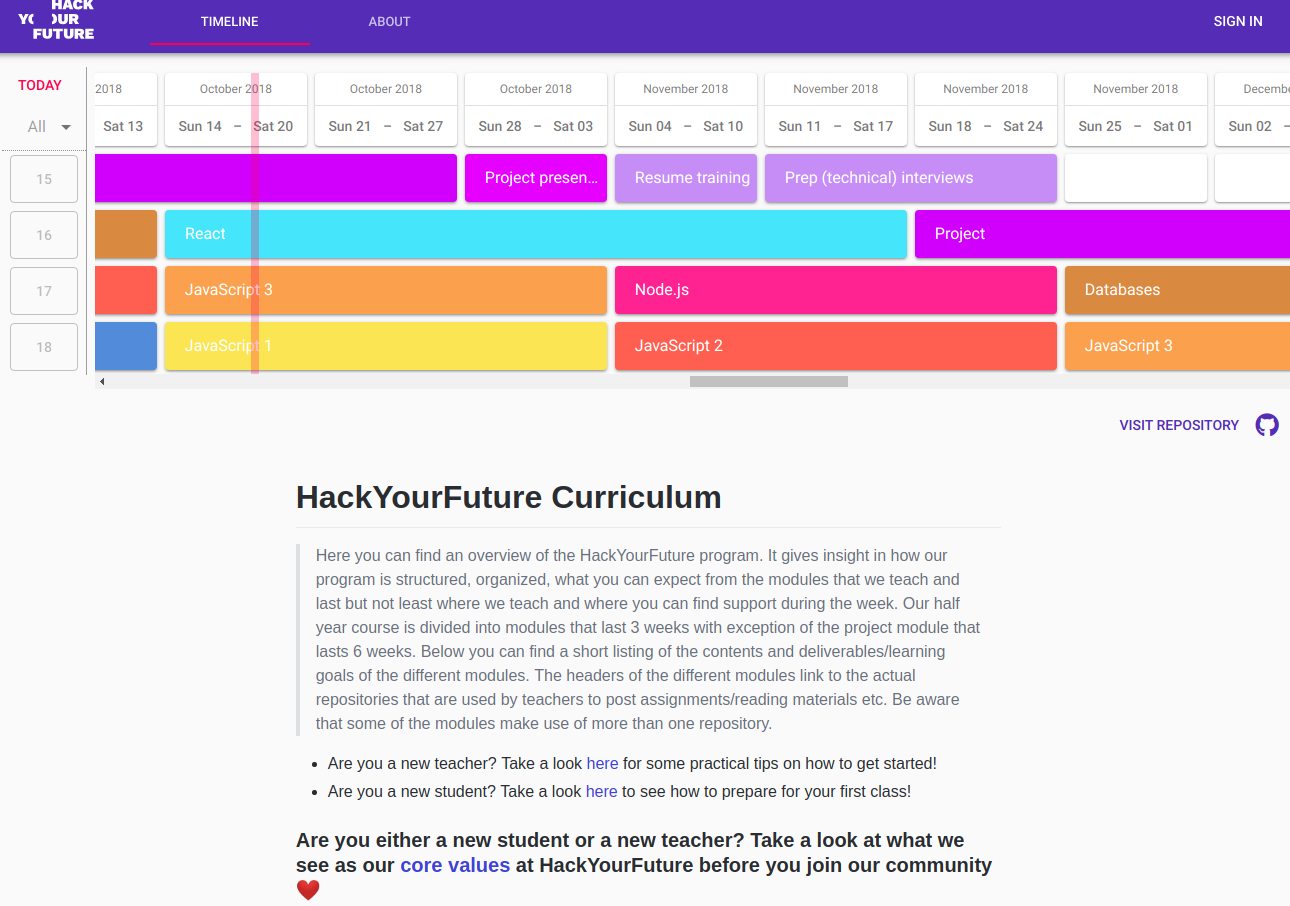 HACK
YO OUR
FUTURE
TIMELINE
ABOUT
SIGN IN
TODAY
All
2018
October 2018
October 2018
October 2018
November 2018
November 2018
November 2018
November 2018
Sat 13
Sun 14 – Sat 20
Sun 21 – Sat 27
Sun 28 – Sat 03
Sun 04 – Sat 10
Sun 11 – Sat 17
Sun 18 – Sat 24
Sun 25 – Sat 01
Sun 02 –
15
Project presen...
Resume training
Prep (technical) interviews
16
React
Project
17
JavaScript 3
Node.js
Databases
18
JavaScript 1
JavaScript 2
JavaScript 3
VISIT REPOSITORY
HackYourFuture Curriculum
Here you can find an overview of the HackYourFuture program. It gives insight in how our
program is structured, organized, what you can expect from the modules that we teach and
last but not least where we teach and where you can find support during the week. Our half
year course is divided into modules that last 3 weeks with exception of the project module that
lasts 6 weeks. Below you can find a short listing of the contents and deliverables/learning
goals of the different modules. The headers of the different modules link to the actual
repositories that are used by teachers to post assignments/reading materials etc. Be aware
that some of the modules make use of more than one repository.
• Are you a new teacher? Take a look here for some practical tips on how to get started!
• Are you a new student? Take a look here to see how to prepare for your first class!
Are you either a new student or a new teacher? Take a look at what we
see as our core values at HackYourFuture before you join our community
❤️